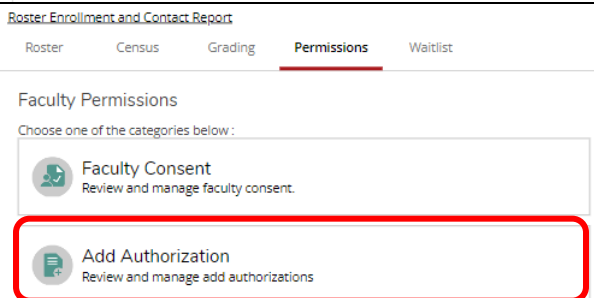 Roster Enrollment and Contact Report
Roster Census Grading Permissions Waitlist
Faculty Permissions
Choose one of the categories below :
Faculty Consent
Review and manage faculty consent.
Add Authorization
Review and manage add authorizations